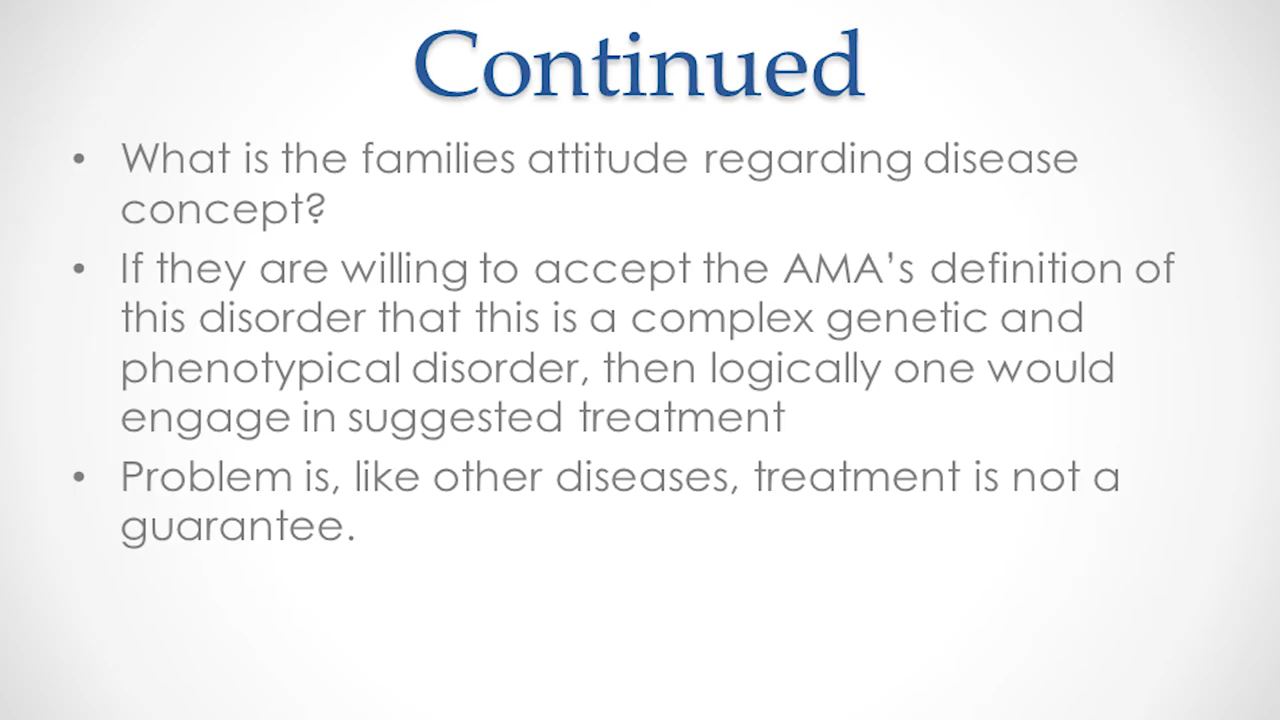 Continued
• What is the families attitude regarding disease
concept?
• If they are willing to accept the AMA’s definition of
this disorder that this is a complex genetic and
phenotypical disorder, then logically one would
engage in suggested treatment
• Problem is, like other diseases, treatment is not a
guarantee.